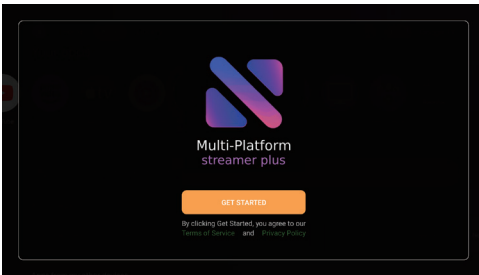 Multi-Platform
streamer plus
GET STARTED
By clicking Get Started, you agree to our
Terms of Service and Privacy Policy